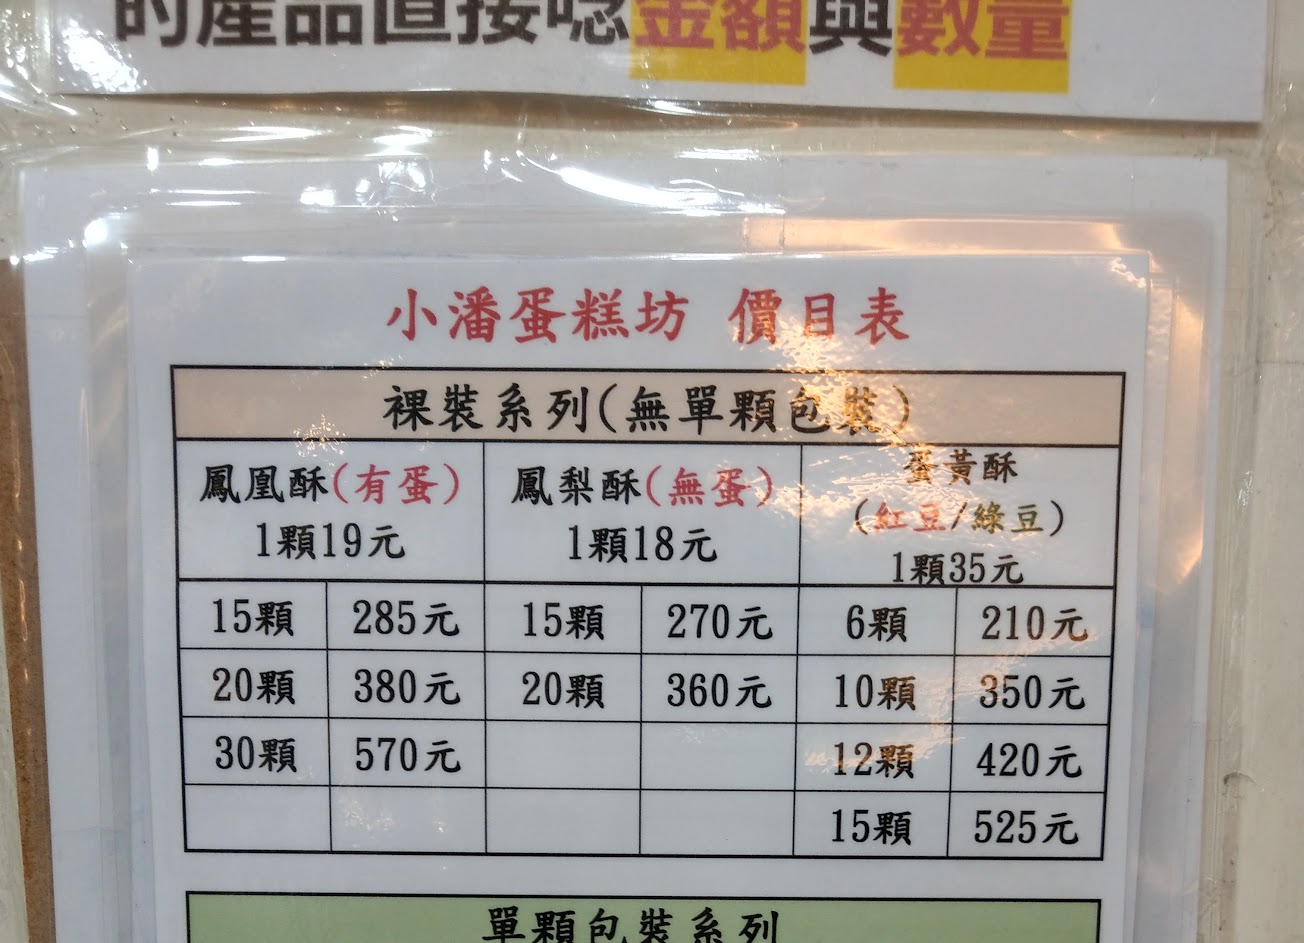 的產品直接唸金額與數量
小潘蛋糕坊 價目表
裸裝系列(無單顆包裝)
鳳凰酥(有蛋)
1顆19元
鳳梨酥(無蛋)
1顆18元
蛋黃酥
(紅豆/綠豆)
1顆35元
15顆 285元 15顆 270元 6顆 210元
20顆 380元 20顆 360元 10顆 350元
30顆 570元 12顆 420元
15顆 525元
單顆包裝系列